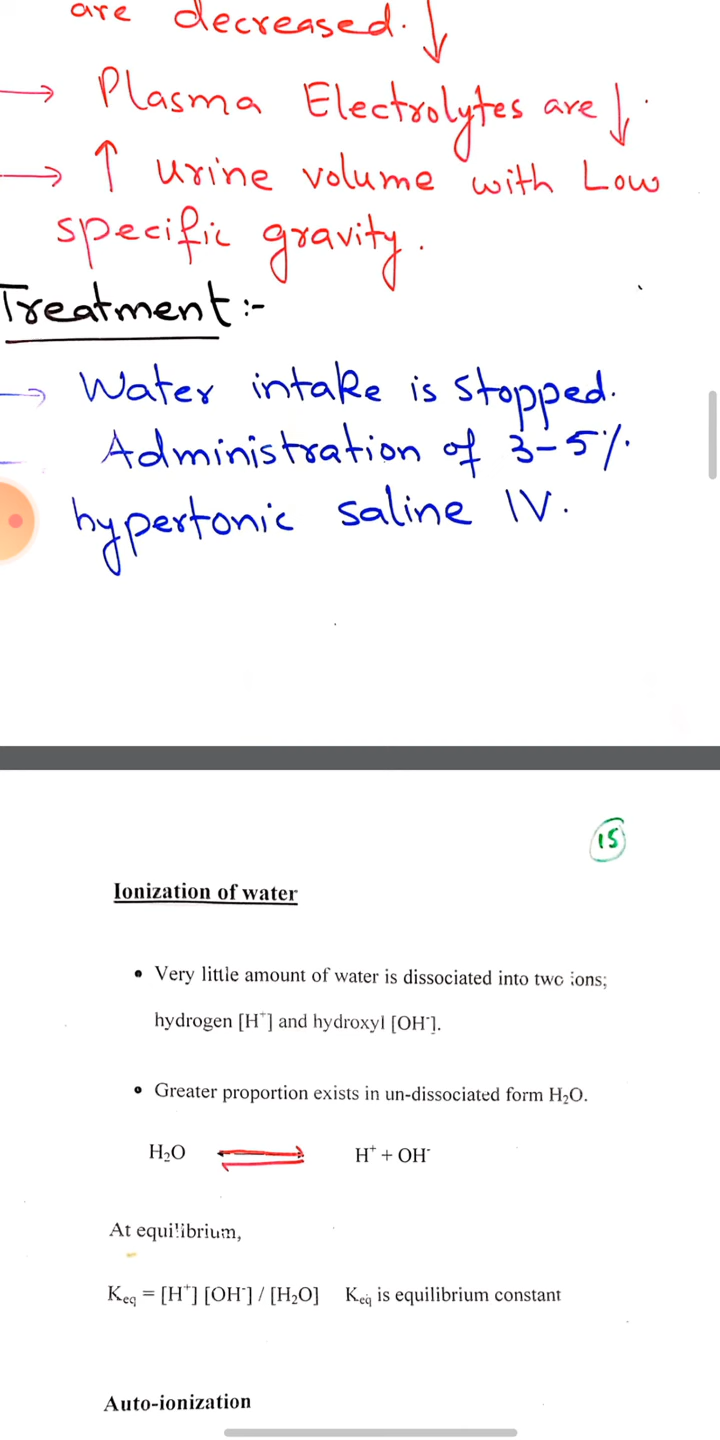 are decreased. ↓
→ Plasma Electrolytes are ↓.
→ ↑ urine volume with Low
specific gravity.
Treatment :-
→ Water intake is stopped.
Administration of 3-5%
hypertonic saline IV.
15
Ionization of water
• Very little amount of water is dissociated into two ions;
hydrogen [H⁺] and hydroxyl [OH⁻].
• Greater proportion exists in un-dissociated form H₂O.
H₂O ⇌ H⁺ + OH⁻
At equilibrium,
Keq = [H⁺] [OH⁻] / [H₂O] Keq is equilibrium constant
Auto-ionization